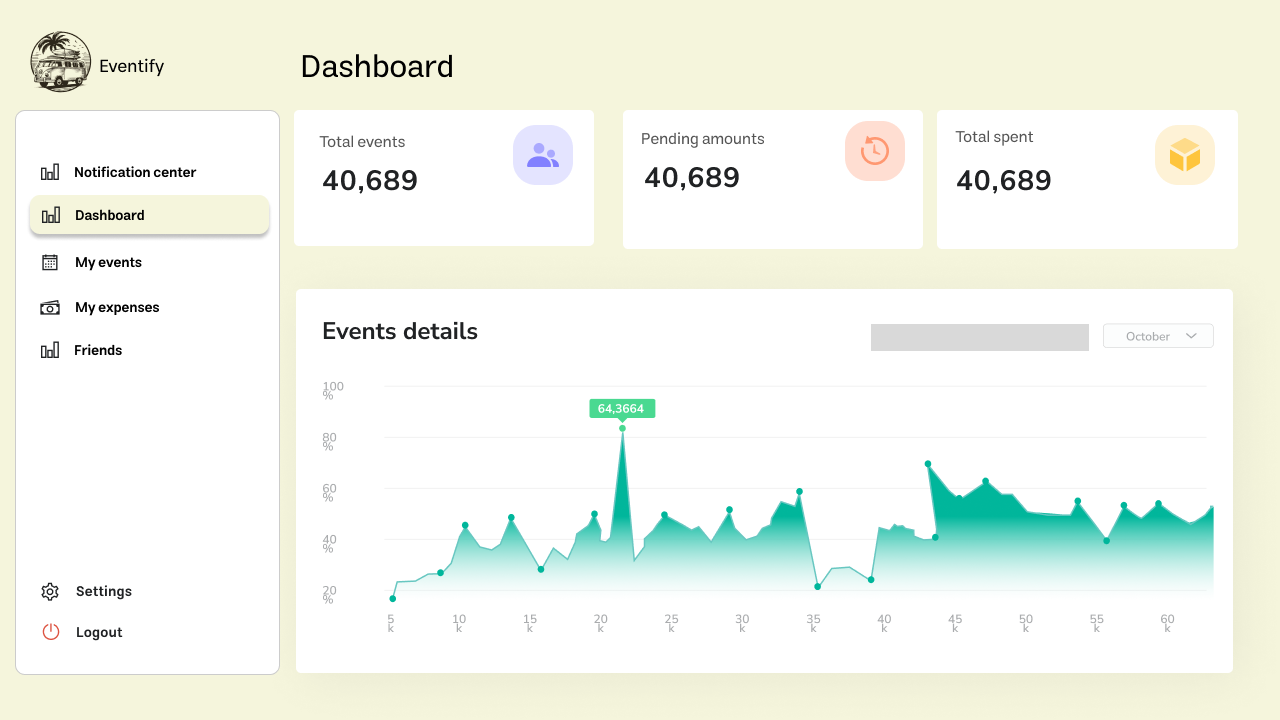 Eventify
Dashboard
Notification center
Dashboard
My events
My expenses
Friends
Settings
Logout
Total events
40,689
Pending amounts
40,689
Total spent
40,689
Events details
October
64,3664
100
%
80
%
60
%
40
%
20
%
5 10 15 20 25 30 35 40 45 50 55 60
k k k k k k k k k k k k